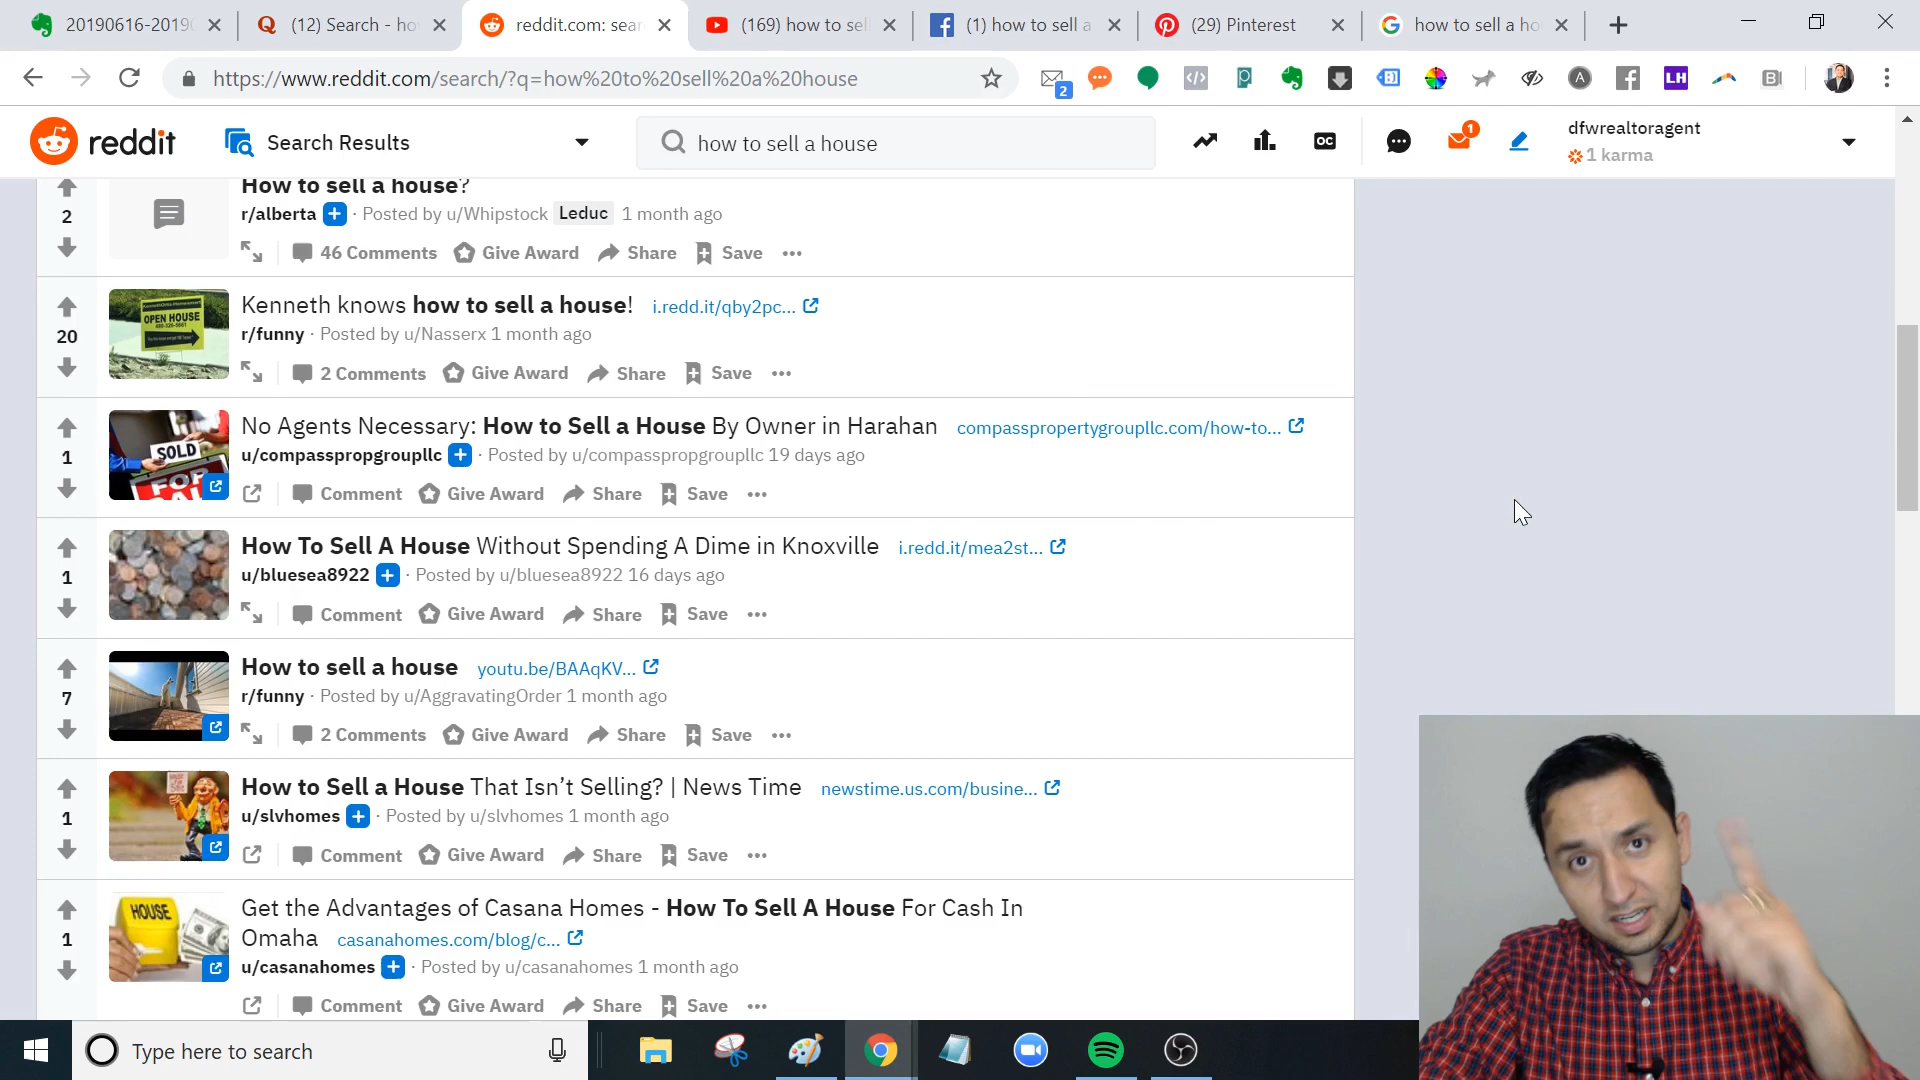 20190616-2019
(12) Search - ho
reddit.com: sear
(169) how to sell
(1) how to sell a
(29) Pinterest
how to sell a ho
https://www.reddit.com/search/?q=how%20to%20sell%20a%20house
2
LH
reddit
Search Results
how to sell a house
OC
1
dfwrealtoragent
1 karma
How to sell a house?
2
r/alberta · Posted by u/Whipstock Leduc 1 month ago
46 Comments Give Award Share Save
Kenneth knows how to sell a house! i.redd.it/qby2pc...
20
r/funny · Posted by u/Nasserx 1 month ago
2 Comments Give Award Share Save
OPEN HOUSE
No Agents Necessary: How to Sell a House By Owner in Harahan compasspropertygroupllc.com/how-to...
1
u/compasspropgroupllc · Posted by u/compasspropgroupllc 19 days ago
Comment Give Award Share Save
SOLD
How To Sell A House Without Spending A Dime in Knoxville i.redd.it/mea2st...
1
u/bluesea8922 · Posted by u/bluesea8922 16 days ago
Comment Give Award Share Save
How to sell a house youtu.be/BAAqKV...
7
r/funny · Posted by u/AggravatingOrder 1 month ago
2 Comments Give Award Share Save
How to Sell a House That Isn’t Selling? | News Time newstime.us.com/busine...
1
u/slvhomes · Posted by u/slvhomes 1 month ago
Comment Give Award Share Save
Get the Advantages of Casana Homes - How To Sell A House For Cash In
Omaha casanahomes.com/blog/c...
1
u/casanahomes · Posted by u/casanahomes 1 month ago
Comment Give Award Share Save
HOUSE
Type here to search